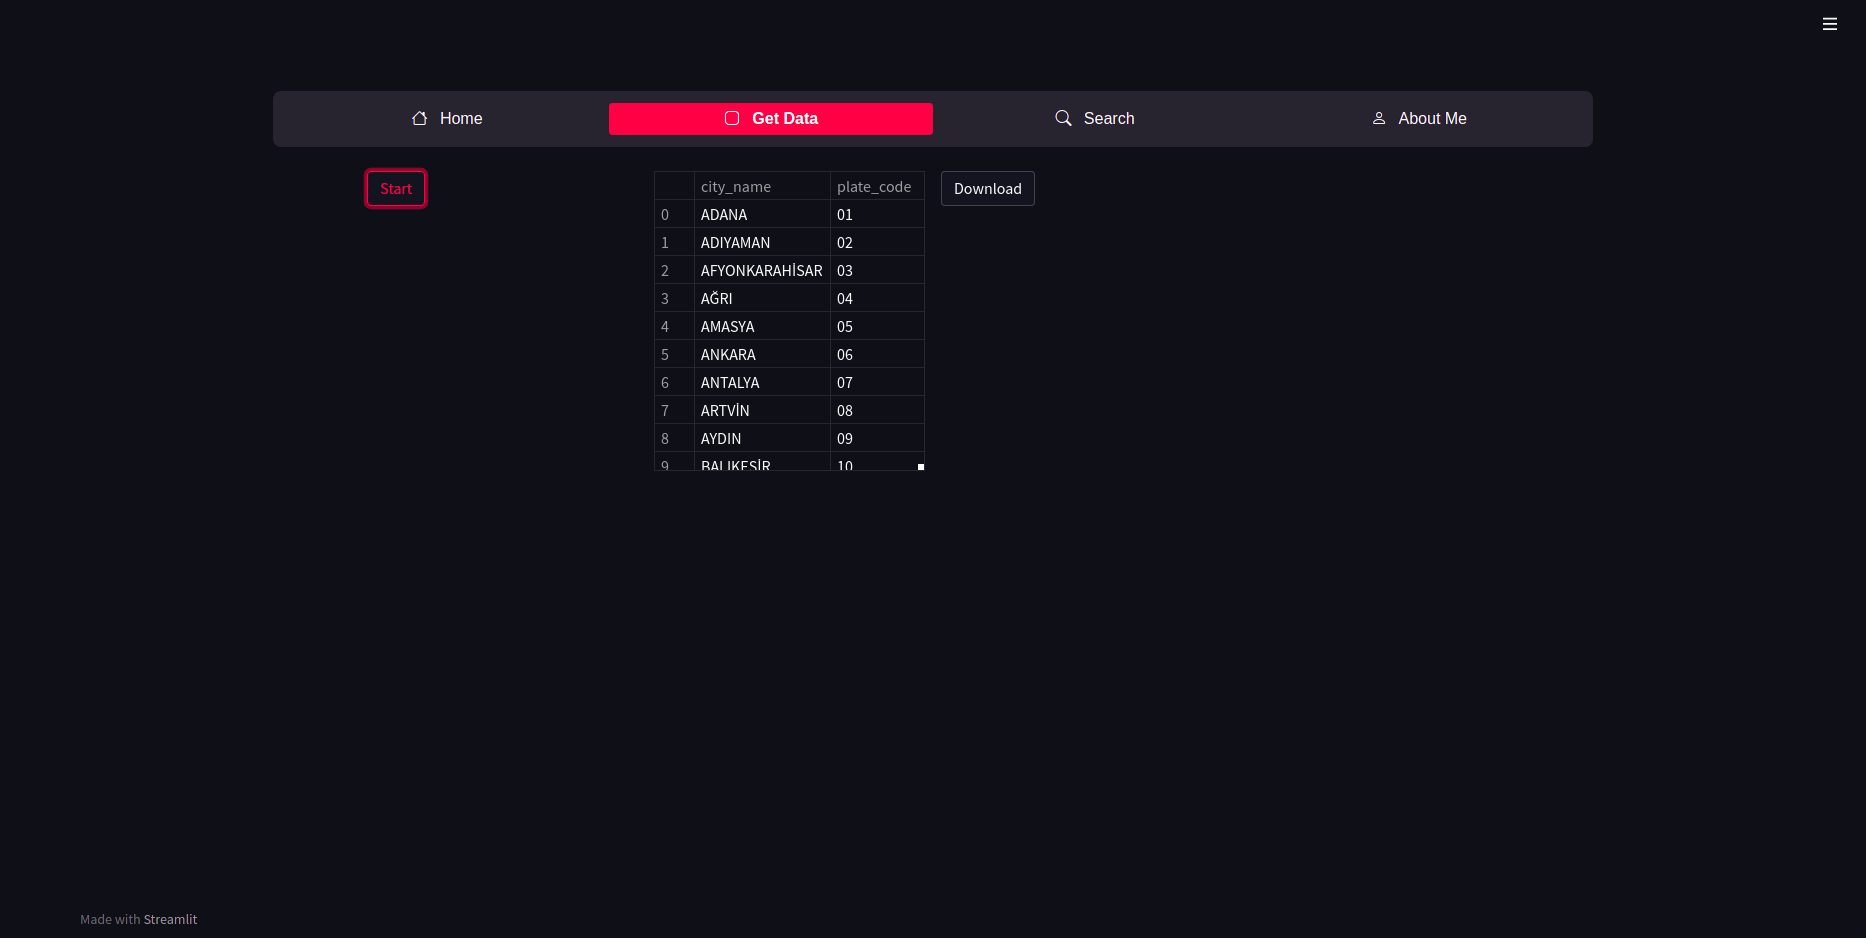 Home Get Data Search About Me
Start
city_name plate_code
Download
0 ADANA 01
1 ADIYAMAN 02
2 AFYONKARAHİSAR 03
3 AĞRI 04
4 AMASYA 05
5 ANKARA 06
6 ANTALYA 07
7 ARTVİN 08
8 AYDIN 09
9 BALIKESİR 10
Made with Streamlit